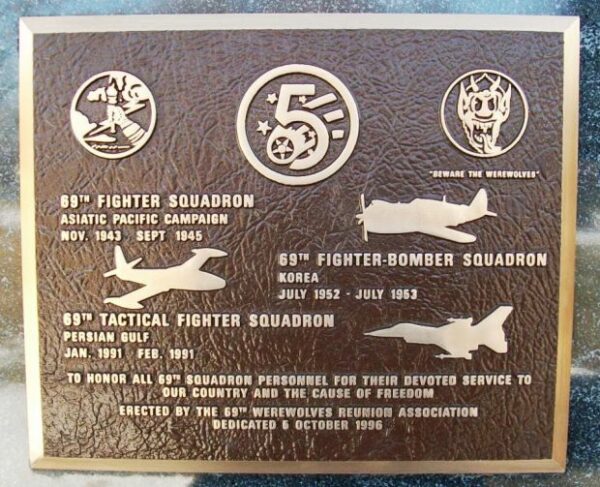 5
"BEWARE THE WEREWOLVES"
69TH FIGHTER SQUADRON
ASIATIC PACIFIC CAMPAIGN
NOV. 1943 SEPT 1945
69TH FIGHTER-BOMBER SQUADRON
KOREA
JULY 1952 - JULY 1953
69TH TACTICAL FIGHTER SQUADRON
PERSIAN GULF
JAN. 1991 FEB. 1991
TO HONOR ALL 69TH SQUADRON PERSONNEL FOR THEIR DEVOTED SERVICE TO
OUR COUNTRY AND THE CAUSE OF FREEDOM
ERECTED BY THE 69TH WEREWOLVES REUNION ASSOCIATION
DEDICATED 5 OCTOBER 1996